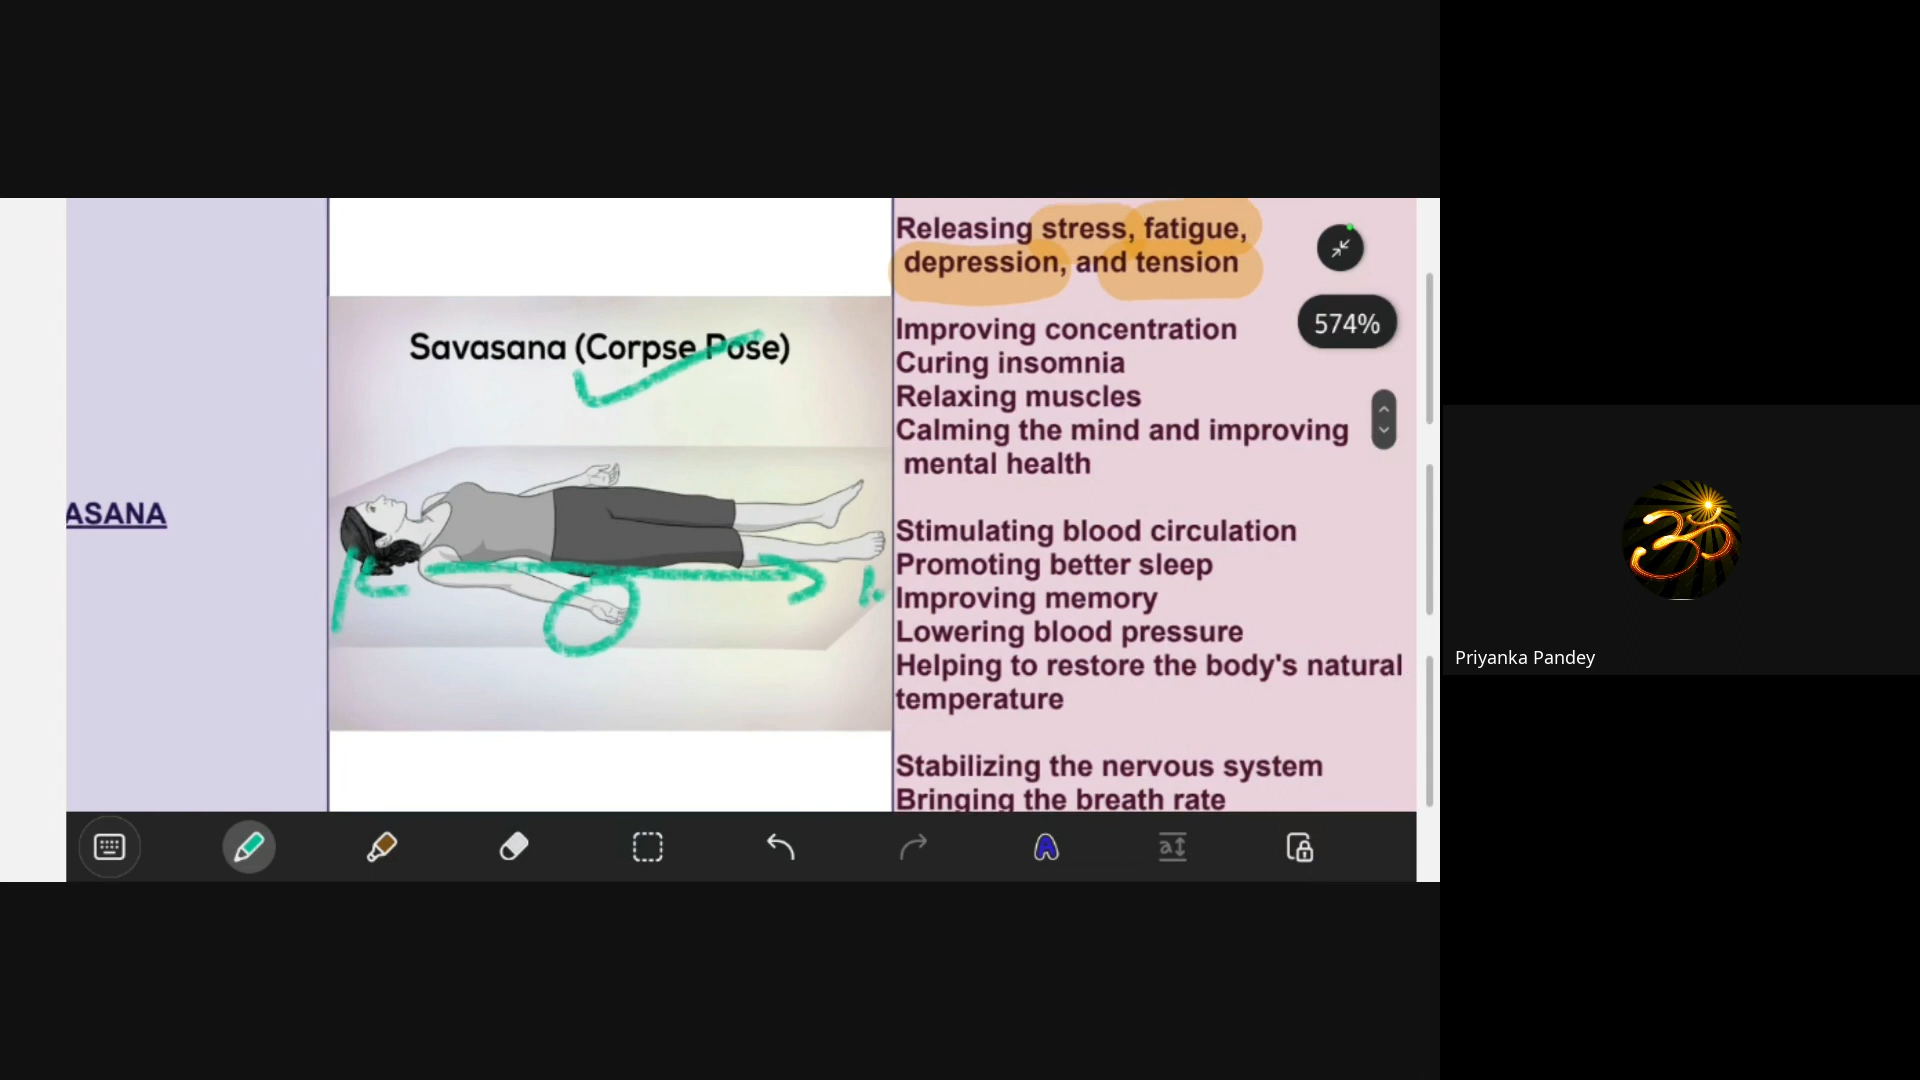 Savasana (Corpse Pose)
ASANA
Releasing stress, fatigue,
depression, and tension
Improving concentration
Curing insomnia
Relaxing muscles
Calming the mind and improving
mental health
Stimulating blood circulation
Promoting better sleep
Improving memory
Lowering blood pressure
Helping to restore the body's natural
temperature
Stabilizing the nervous system
Bringing the breath rate
574%
A
a
ॐ
Priyanka Pandey